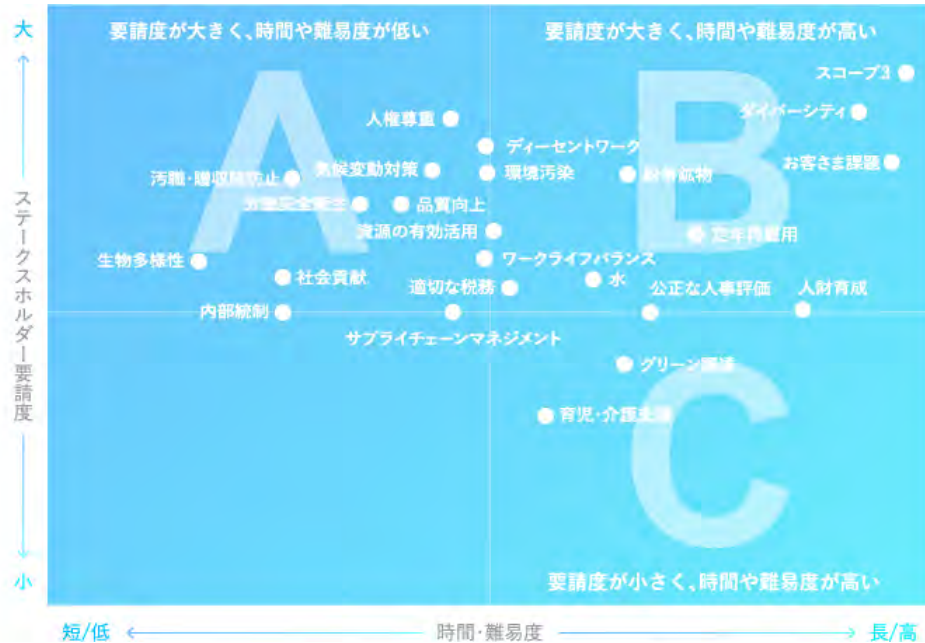 大
要請度が大きく、時間や難易度が低い
要請度が大きく、時間や難易度が高い
A
B
スコープ3
ダイバーシティ
人権尊重
ディーセントワーク
お客さま課題
気候変動対策
環境汚染
紛争鉱物
汚職・贈収賄防止
労働安全衛生
品質向上
資源の有効活用
定年再雇用
生物多様性
ワークライフバランス
社会貢献
適切な税務
水
公正な人事評価
人財育成
内部統制
サプライチェーンマネジメント
グリーン調達
育児・介護支援
C
要請度が小さく、時間や難易度が高い
ステークスホルダー要請度
小
短/低
時間・難易度
長/高